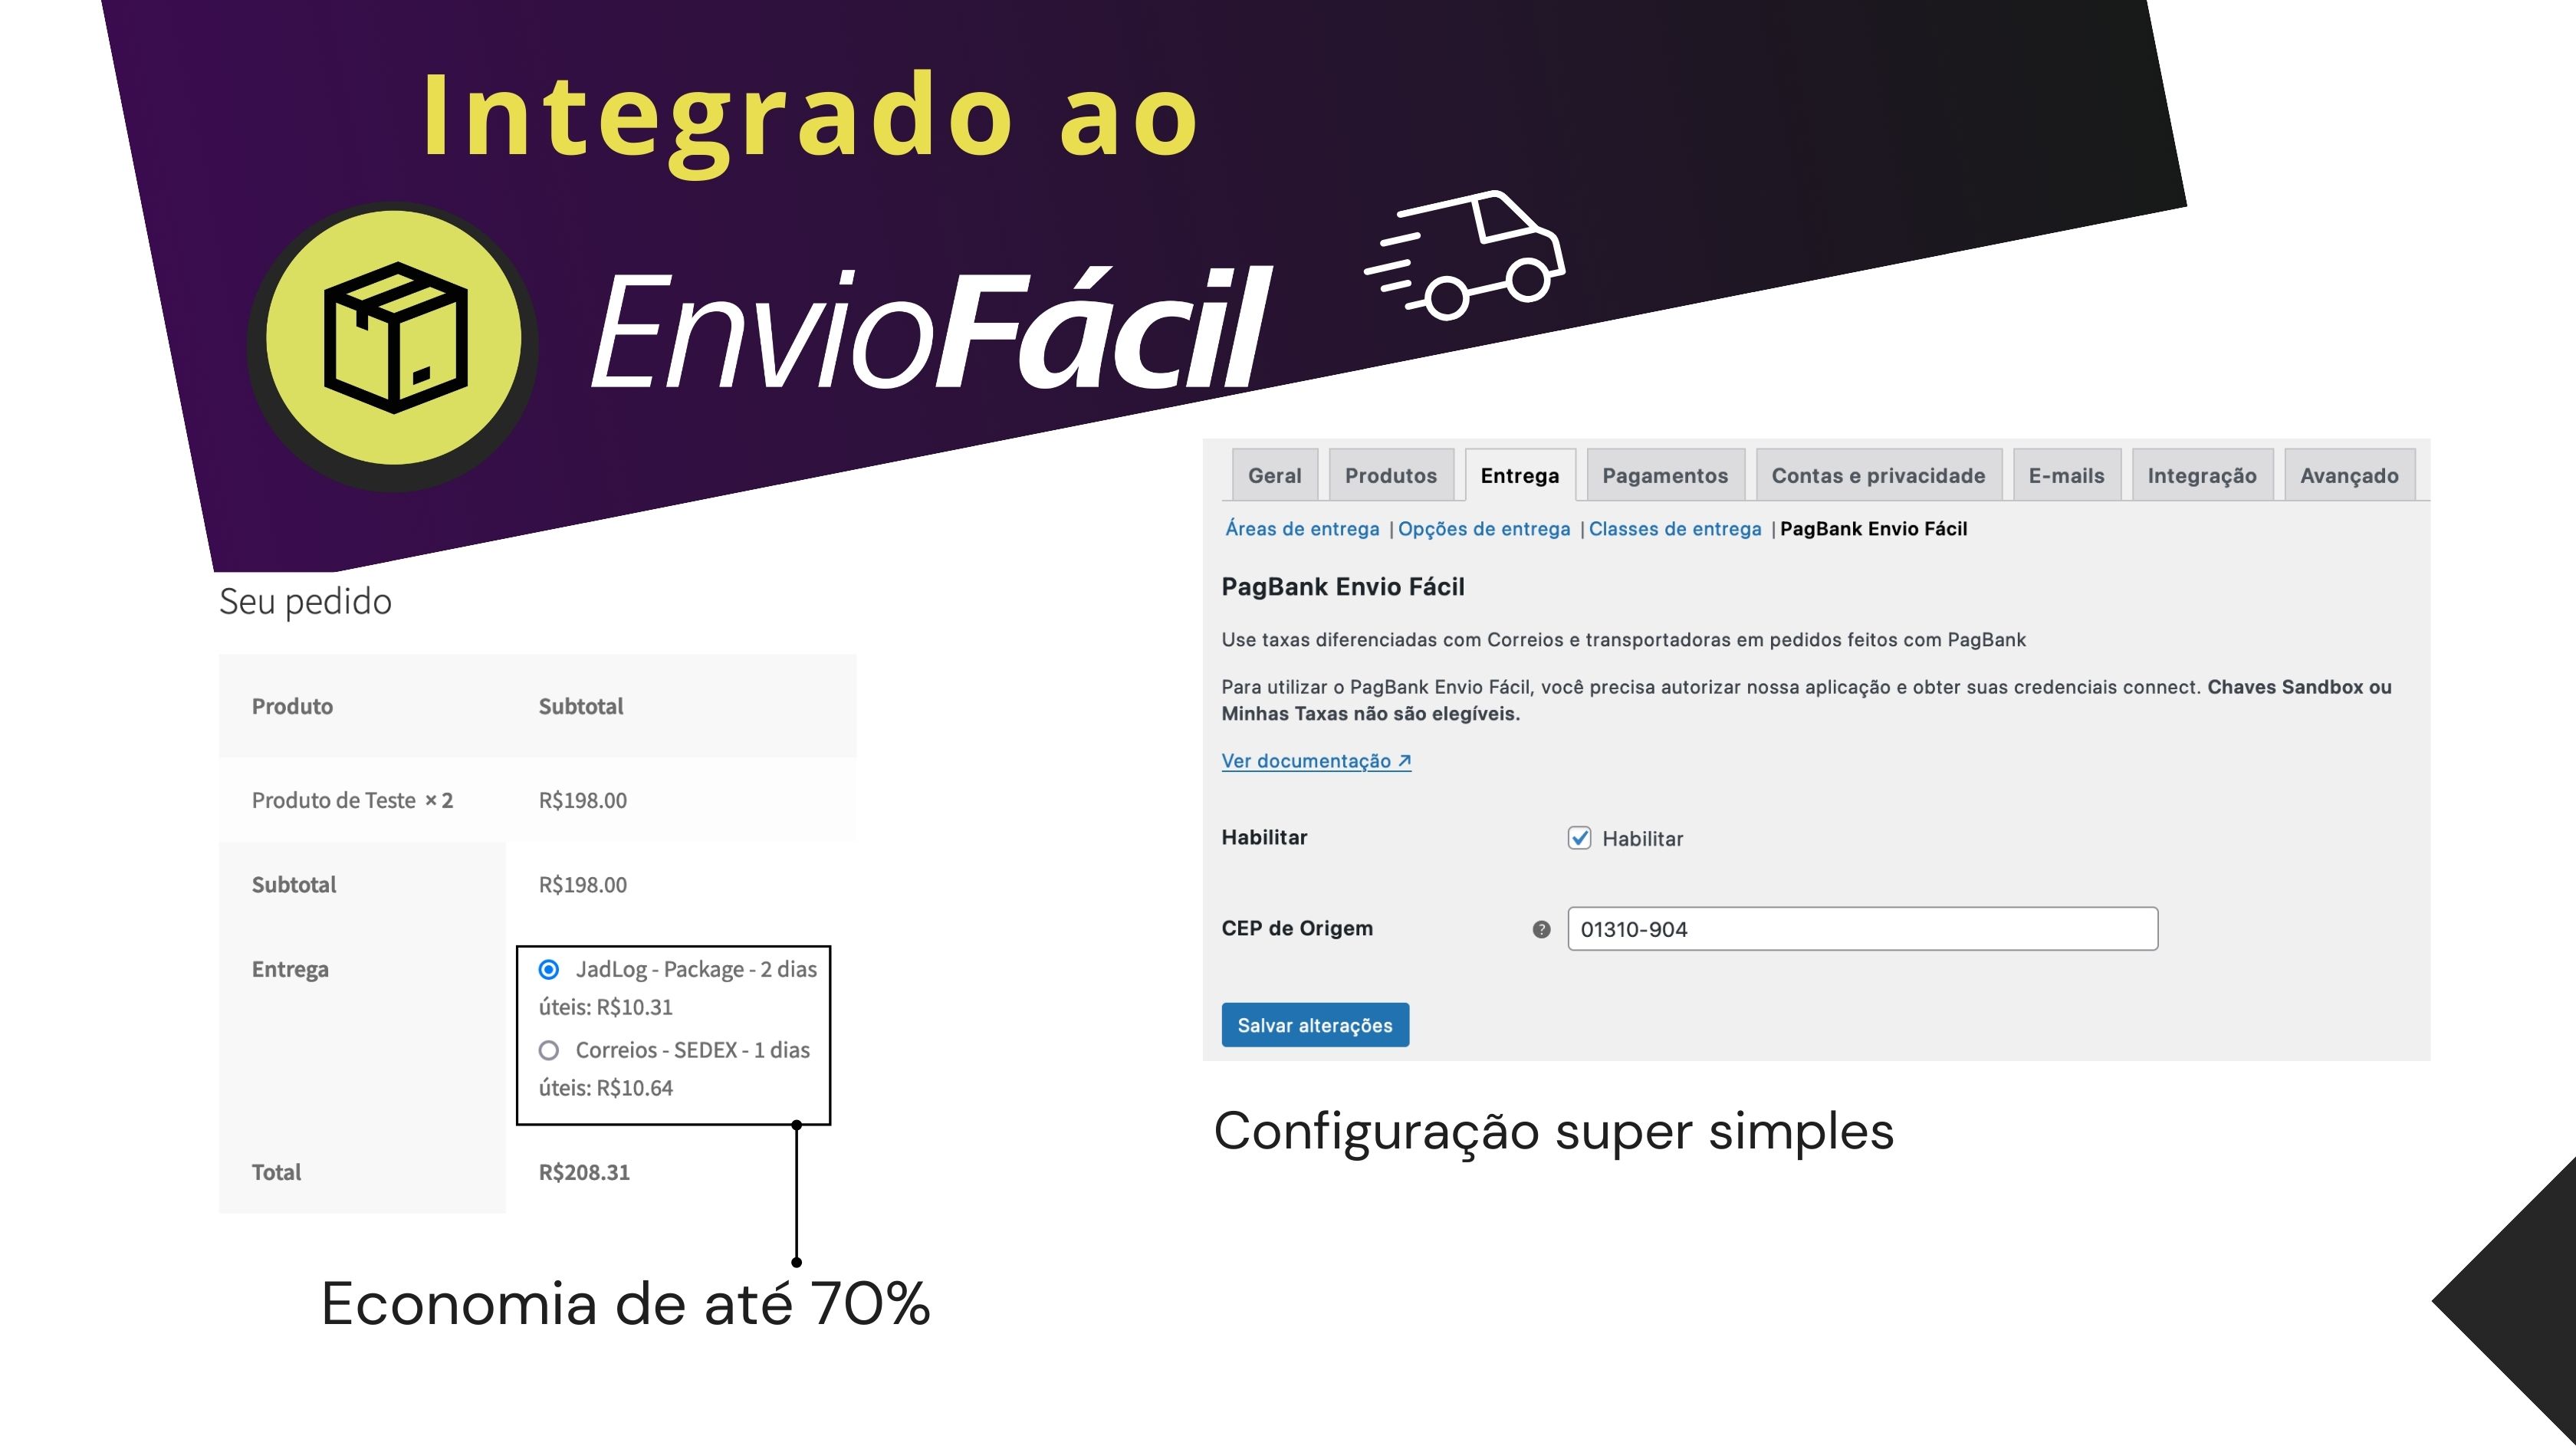 Integrado ao
EnvioFácil
Seu pedido
Produto Subtotal
Produto de Teste × 2 R$198.00
Subtotal R$198.00
Entrega JadLog - Package - 2 dias
úteis: R$10.31
Correios - SEDEX - 1 dias
úteis: R$10.64
Total R$208.31
Economia de até 70%
Geral Produtos Entrega Pagamentos Contas e privacidade E-mails Integração Avançado
Áreas de entrega | Opções de entrega | Classes de entrega | PagBank Envio Fácil
PagBank Envio Fácil
Use taxas diferenciadas com Correios e transportadoras em pedidos feitos com PagBank
Para utilizar o PagBank Envio Fácil, você precisa autorizar nossa aplicação e obter suas credenciais connect. Chaves Sandbox ou
Minhas Taxas não são elegíveis.
Ver documentação ↗
Habilitar Habilitar
CEP de Origem ? 01310-904
Salvar alterações
Configuração super simples